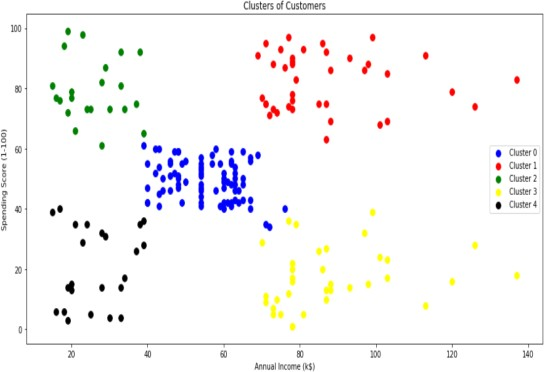 Clusters of Customers
Spending Score (1-100)
100
80
60
40
20
0
20
40
60
80
100
120
140
Annual Income (k$)
Cluster 0
Cluster 1
Cluster 2
Cluster 3
Cluster 4